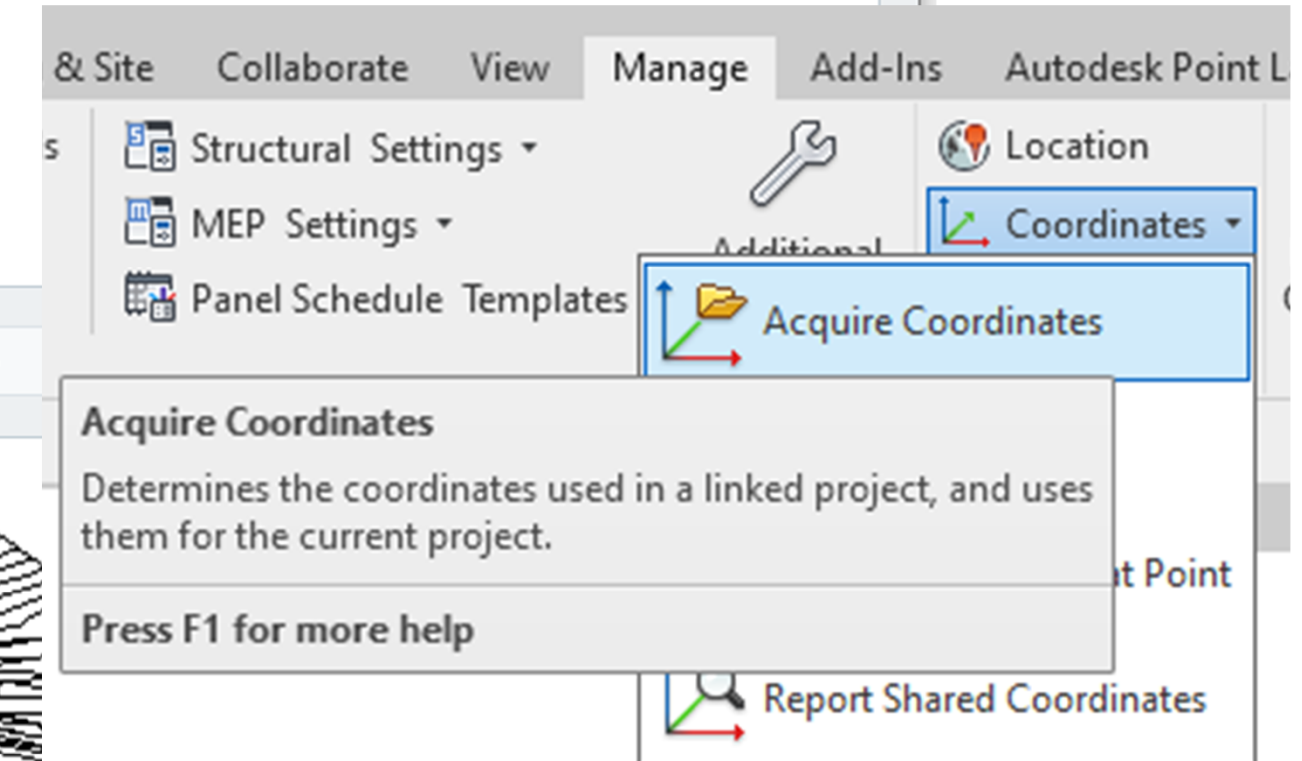 & Site Collaborate View Manage Add-Ins Autodesk Point
s Structural Settings Location
MEP Settings Coordinates
Additional
Panel Schedule Templates
Acquire Coordinates
Acquire Coordinates
Determines the coordinates used in a linked project, and uses
them for the current project.
t Point
Press F1 for more help
Report Shared Coordinates